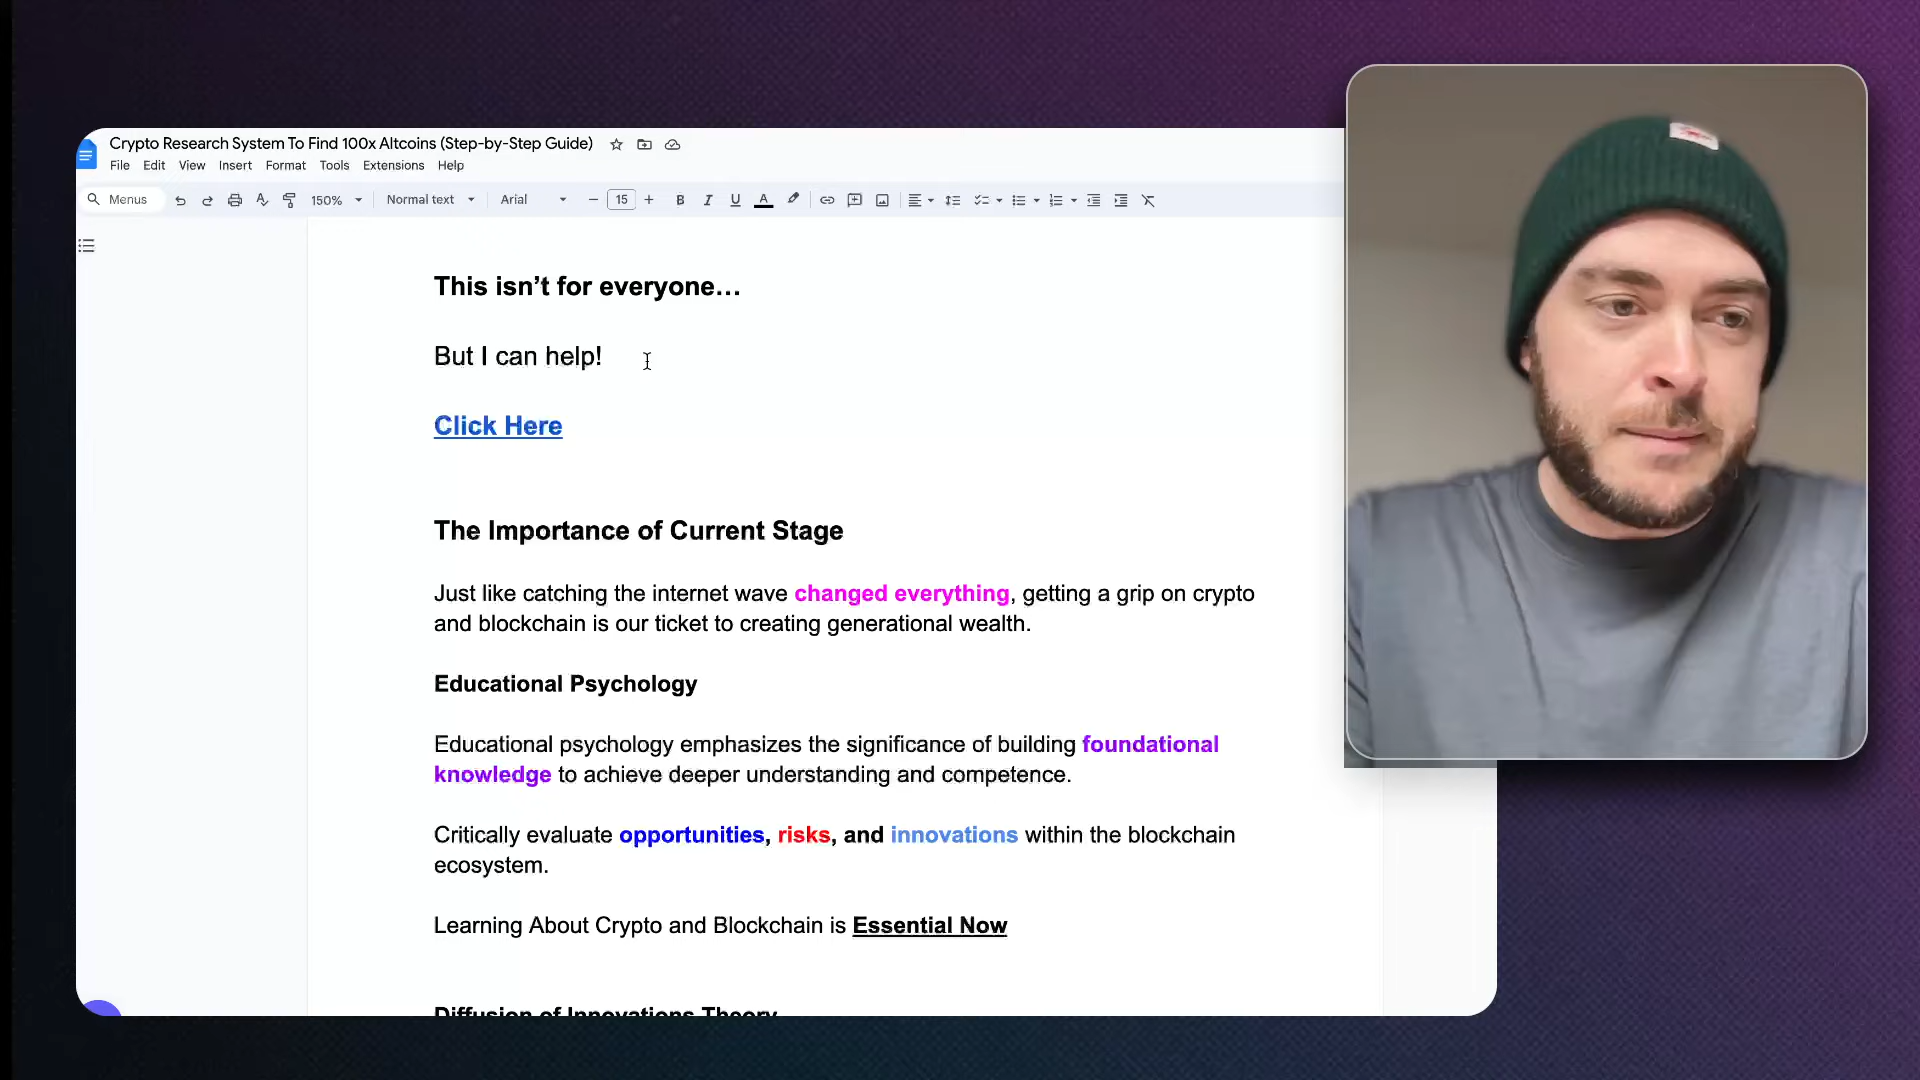 Crypto Research System To Find 100x Altcoins (Step-by-Step Guide)
File Edit View Insert Format Tools Extensions Help
Menus 150% Normal text Arial 15 B I U A
This isn’t for everyone…
But I can help!
Click Here
The Importance of Current Stage
Just like catching the internet wave changed everything, getting a grip on crypto
and blockchain is our ticket to creating generational wealth.
Educational Psychology
Educational psychology emphasizes the significance of building foundational
knowledge to achieve deeper understanding and competence.
Critically evaluate opportunities, risks, and innovations within the blockchain
ecosystem.
Learning About Crypto and Blockchain is Essential Now
Diffusion of Innovations Theory